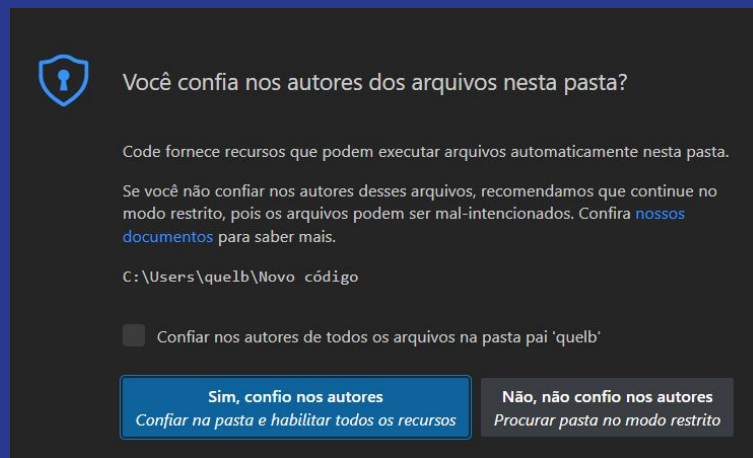 Você confia nos autores dos arquivos nesta pasta?
Code fornece recursos que podem executar arquivos automaticamente nesta pasta.
Se você não confiar nos autores desses arquivos, recomendamos que continue no
modo restrito, pois os arquivos podem ser mal-intencionados. Confira nossos
documentos para saber mais.
C:\Users\quelb\Novo código
Confiar nos autores de todos os arquivos na pasta pai 'quelb'
Sim, confio nos autores
Confiar na pasta e habilitar todos os recursos
Não, não confio nos autores
Procurar pasta no modo restrito